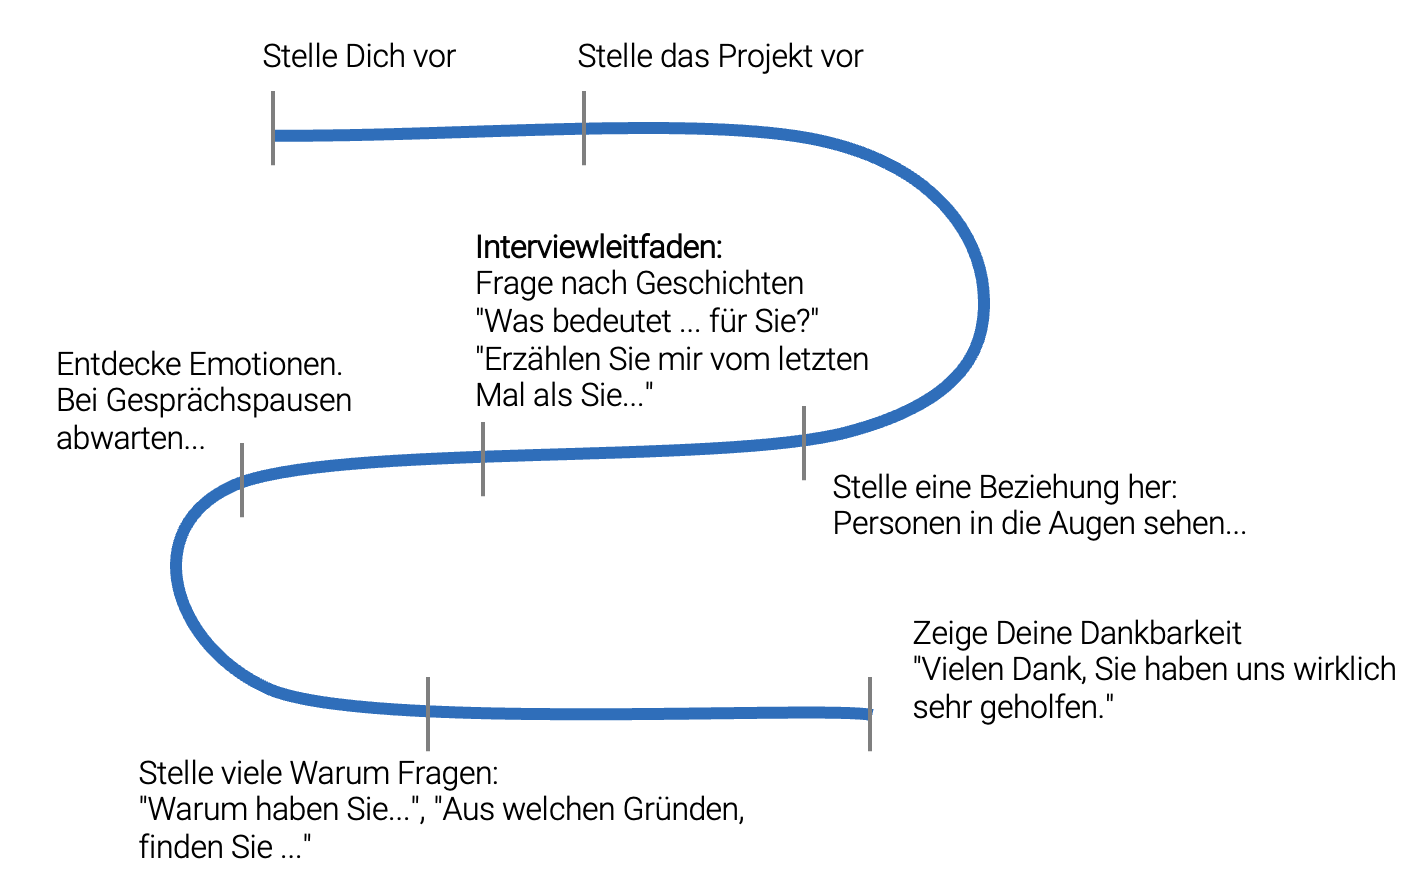 Stelle Dich vor
Stelle das Projekt vor
Interviewleitfaden:
Frage nach Geschichten
"Was bedeutet ... für Sie?"
"Erzählen Sie mir vom letzten
Mal als Sie..."
Entdecke Emotionen.
Bei Gesprächspausen
abwarten...
Stelle eine Beziehung her:
Personen in die Augen sehen...
Zeige Deine Dankbarkeit
"Vielen Dank, Sie haben uns wirklich
sehr geholfen."
Stelle viele Warum Fragen:
"Warum haben Sie...", "Aus welchen Gründen,
finden Sie ..."